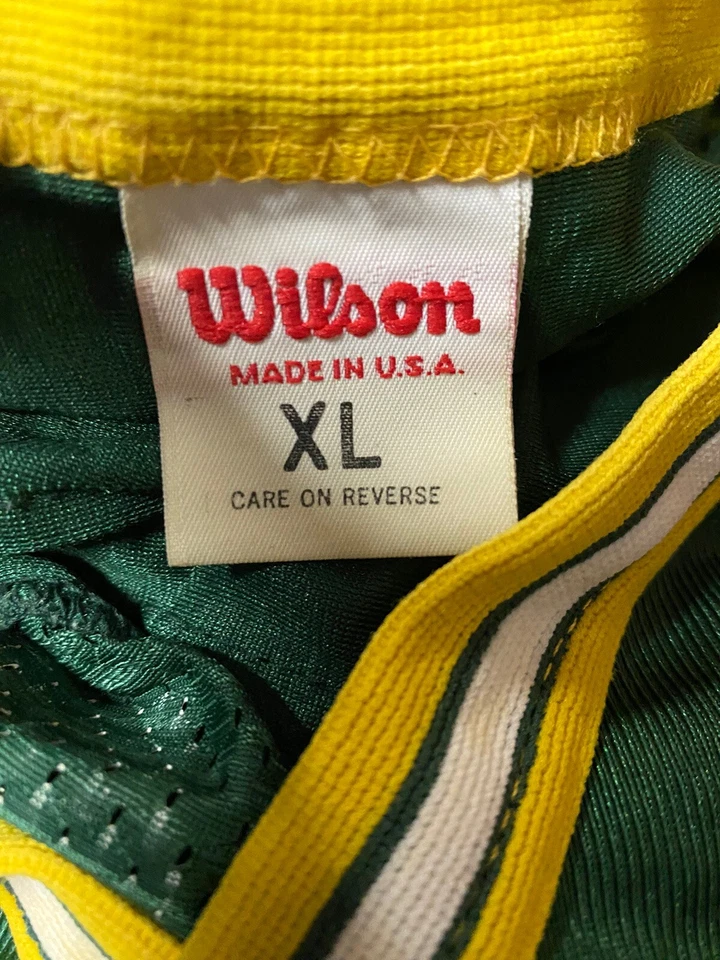 Wilson
MADE IN U.S.A.
XL
CARE ON REVERSE